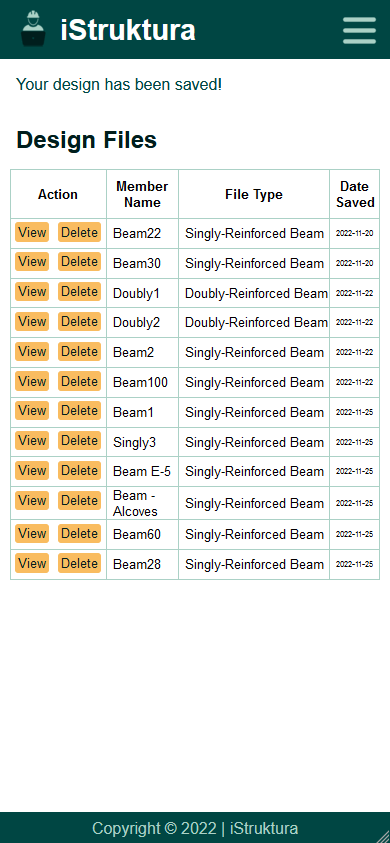 iStruktura
Your design has been saved!
Design Files
Action Member Name File Type Date Saved
View Delete Beam22 Singly-Reinforced Beam 2022-11-20
View Delete Beam30 Singly-Reinforced Beam 2022-11-20
View Delete Doubly1 Doubly-Reinforced Beam 2022-11-22
View Delete Doubly2 Doubly-Reinforced Beam 2022-11-22
View Delete Beam2 Singly-Reinforced Beam 2022-11-22
View Delete Beam100 Singly-Reinforced Beam 2022-11-22
View Delete Beam1 Singly-Reinforced Beam 2022-11-25
View Delete Singly3 Singly-Reinforced Beam 2022-11-25
View Delete Beam E-5 Singly-Reinforced Beam 2022-11-25
View Delete Beam - Alcoves Singly-Reinforced Beam 2022-11-25
View Delete Beam60 Singly-Reinforced Beam 2022-11-25
View Delete Beam28 Singly-Reinforced Beam 2022-11-25
Copyright © 2022 | iStruktura